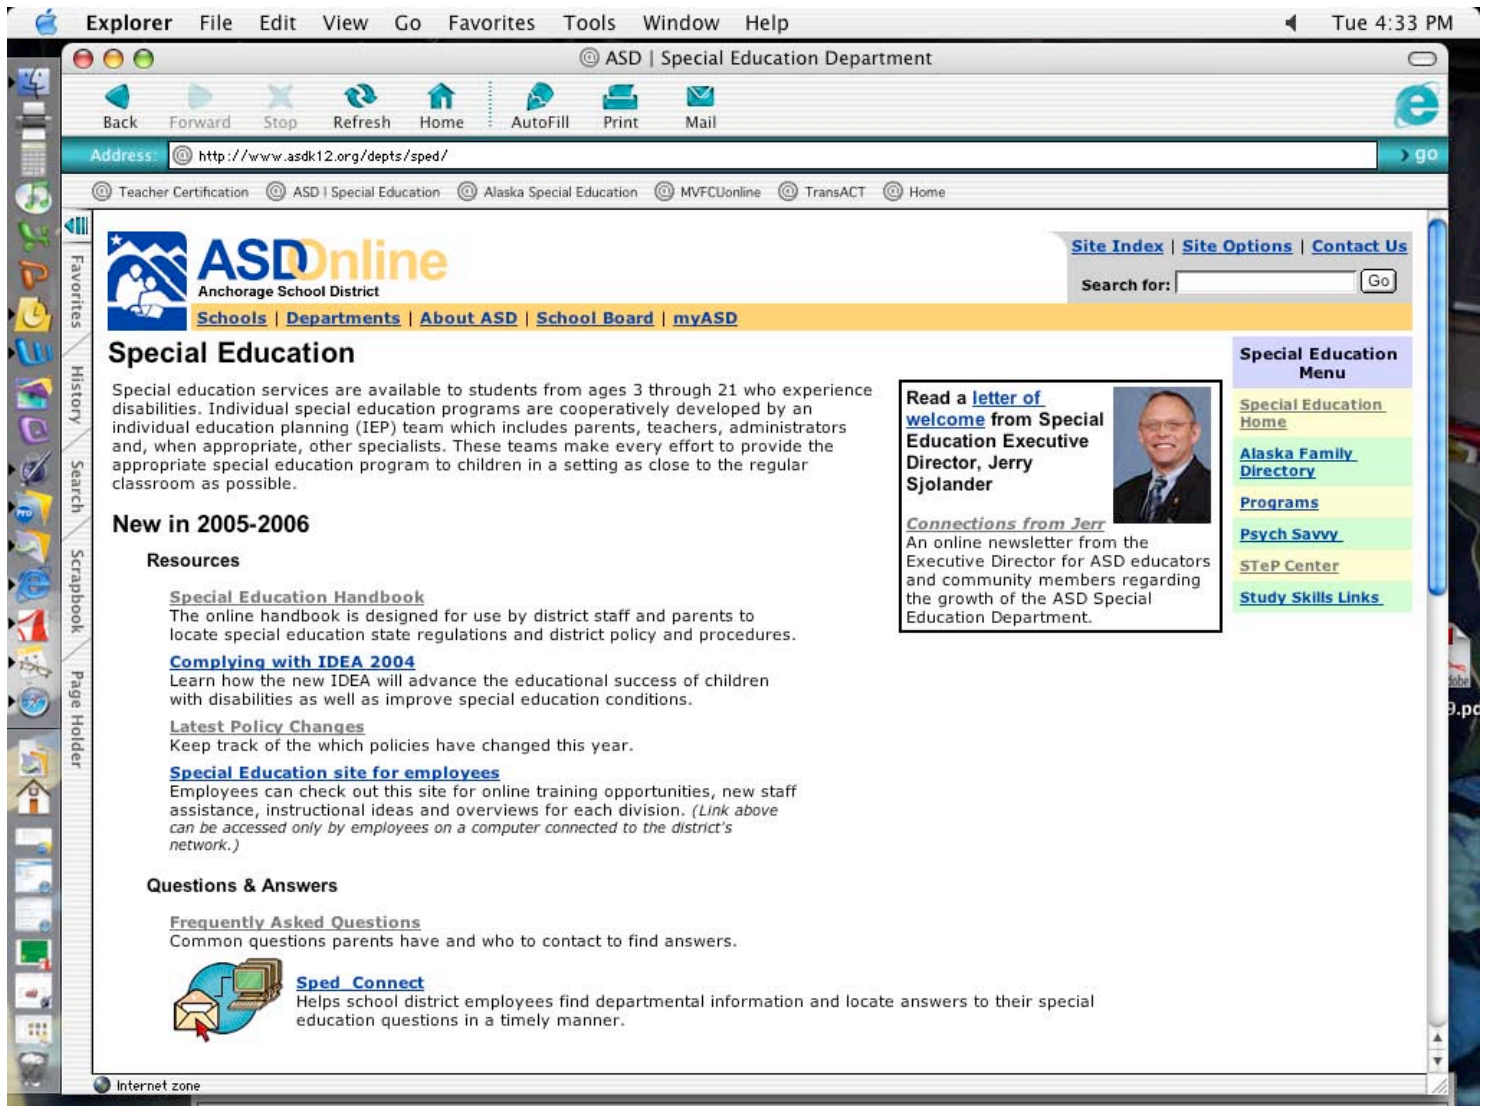 Explorer File Edit View Go Favorites Tools Window Help Tue 4:33 PM
ASD | Special Education Department
Back Forward Stop Refresh Home AutoFill Print Mail
Address: http://www.asdk12.org/depts/sped/ go
Teacher Certification ASD | Special Education Alaska Special Education MVFCUonline TransACT Home
Favorites
History
Search
Scrapbook
Page Holder
ASDOnline
Anchorage School District
Site Index | Site Options | Contact Us
Search for: Go
Schools | Departments | About ASD | School Board | myASD
Special Education
Special education services are available to students from ages 3 through 21 who experience
disabilities. Individual special education programs are cooperatively developed by an
individual education planning (IEP) team which includes parents, teachers, administrators
and, when appropriate, other specialists. These teams make every effort to provide the
appropriate special education program to children in a setting as close to the regular
classroom as possible.
New in 2005-2006
Resources
Special Education Handbook
The online handbook is designed for use by district staff and parents to
locate special education state regulations and district policy and procedures.
Complying with IDEA 2004
Learn how the new IDEA will advance the educational success of children
with disabilities as well as improve special education conditions.
Latest Policy Changes
Keep track of the which policies have changed this year.
Special Education site for employees
Employees can check out this site for online training opportunities, new staff
assistance, instructional ideas and overviews for each division. (Link above
can be accessed only by employees on a computer connected to the district's
network.)
Questions & Answers
Frequently Asked Questions
Common questions parents have and who to contact to find answers.
Sped Connect
Helps school district employees find departmental information and locate answers to their special
education questions in a timely manner.
Read a letter of
welcome from Special
Education Executive
Director, Jerry
Sjolander
Connections from Jerr
An online newsletter from the
Executive Director for ASD educators
and community members regarding
the growth of the ASD Special
Education Department.
Special Education
Menu
Special Education
Home
Alaska Family
Directory
Programs
Psych Savvy
STeP Center
Study Skills Links
Internet zone